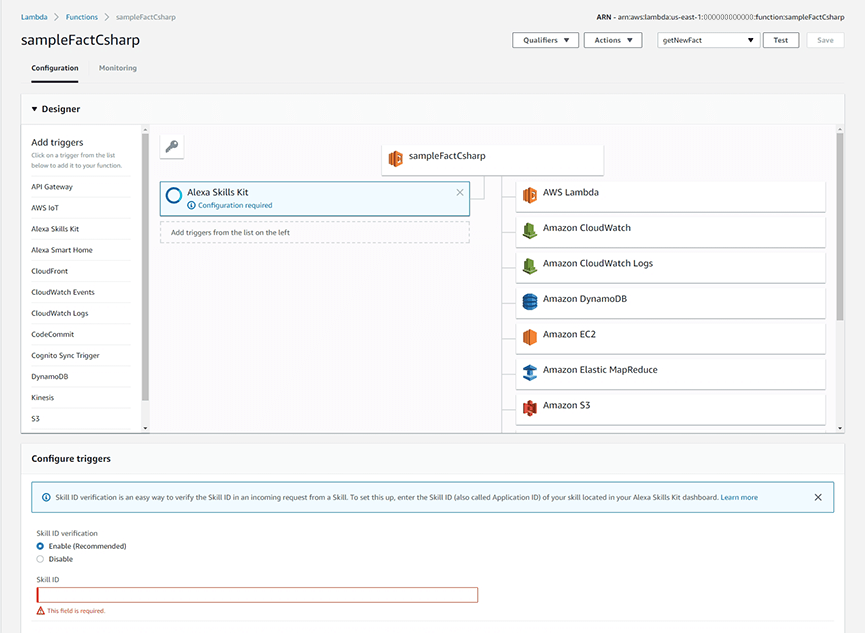 Lambda > Functions > sampleFactCsharp
ARN - arn:aws:lambda:us-east-1:000000000000:function:sampleFactCsharp
sampleFactCsharp
Qualifiers
Actions
getNewFact
Test
Save
Configuration
Monitoring
Designer
Add triggers
Click on a trigger from the list
below to add it to your function.
API Gateway
AWS IoT
Alexa Skills Kit
Alexa Smart Home
CloudFront
CloudWatch Events
CloudWatch Logs
CodeCommit
Cognito Sync Trigger
DynamoDB
Kinesis
S3
sampleFactCsharp
Alexa Skills Kit
Configuration required
Add triggers from the list on the left
AWS Lambda
Amazon CloudWatch
Amazon CloudWatch Logs
Amazon DynamoDB
Amazon EC2
Amazon Elastic MapReduce
Amazon S3
Configure triggers
Skill ID verification is an easy way to verify the Skill ID in an incoming request from a Skill. To set this up, enter the Skill ID (also called Application ID) of your skill located in your Alexa Skills Kit dashboard. Learn more
Skill ID verification
Enable (Recommended)
Disable
Skill ID
This field is required.